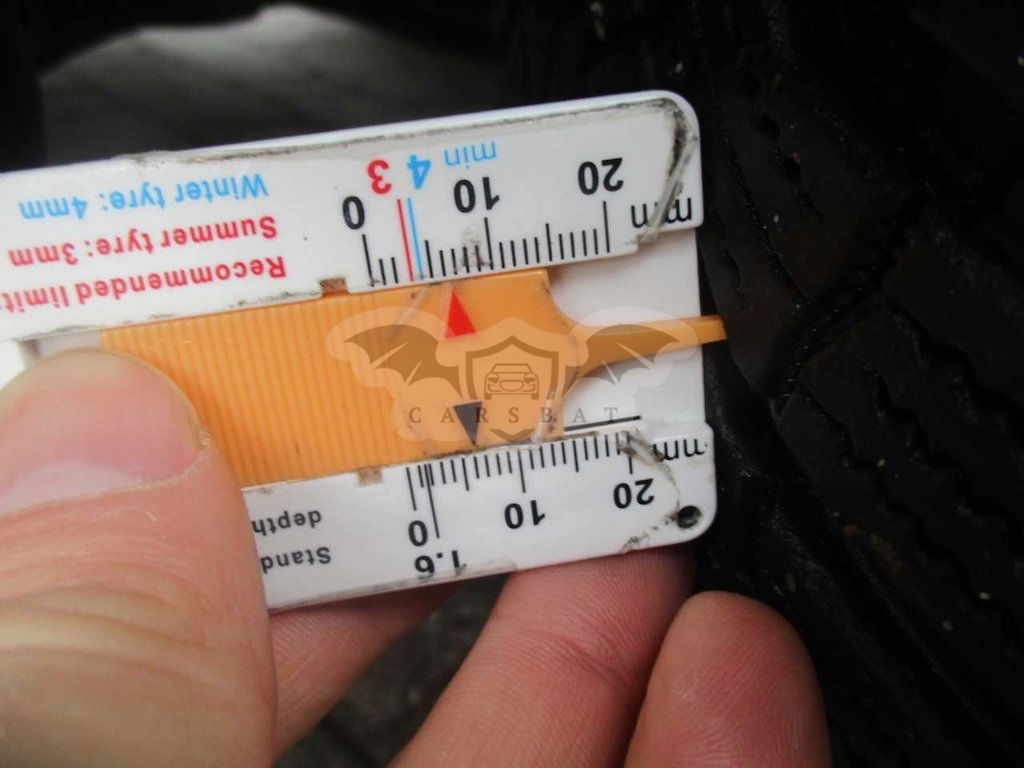 Recommended limit:
Summer tyre: 3mm
Winter tyre: 4mm
3 4 min
0 10 20 mm
CARSBAT
1.6
0 10 20 mm
Stand
depth